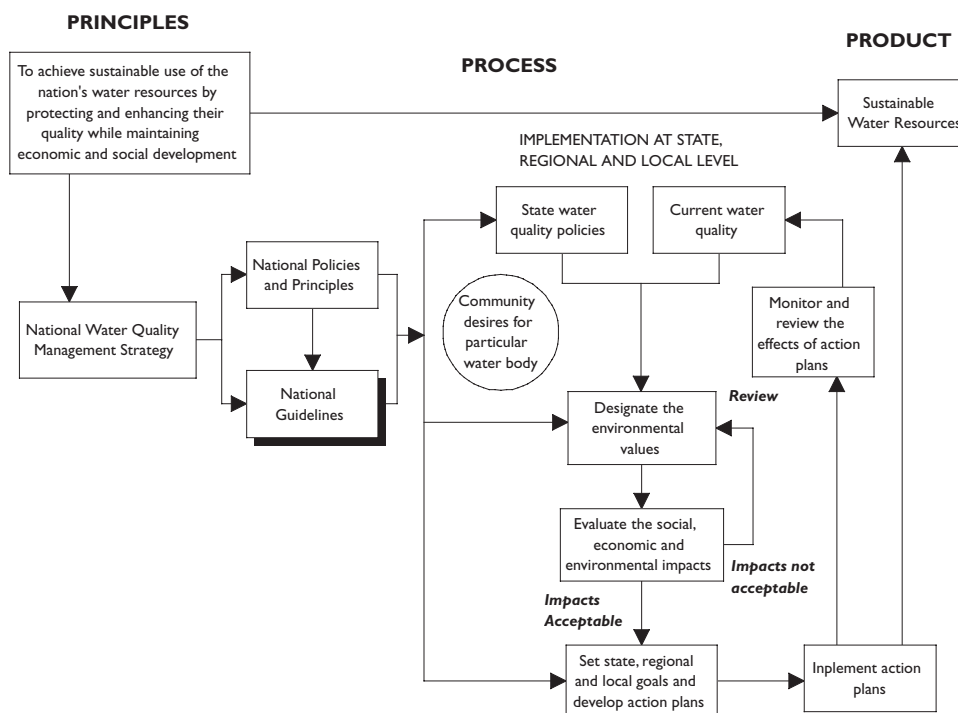 PRINCIPLES
To achieve sustainable use of the
nation's water resources by
protecting and enhancing their
quality while maintaining
economic and social development
PROCESS
PRODUCT
Sustainable
Water Resources
IMPLEMENTATION AT STATE,
REGIONAL AND LOCAL LEVEL
State water
quality policies
Current water
quality
National Policies
and Principles
National Water Quality
Management Strategy
National
Guidelines
Community
desires for
particular
water body
Monitor and
review the
effects of action
plans
Review
Designate the
environmental
values
Evaluate the social,
economic and
environmental impacts
Impacts not
acceptable
Impacts
Acceptable
Set state, regional
and local goals and
develop action plans
Inplement action
plans